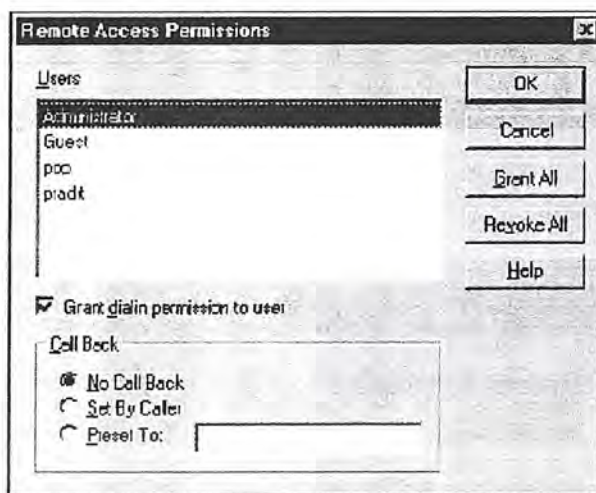 Remote Access Permissions
Users
Administrator
Guest
poo
pradit
OK
Cancel
Grant All
Revoke All
Help
Grant dialin permission to user
Call Back
No Call Back
Set By Caller
Preset To: